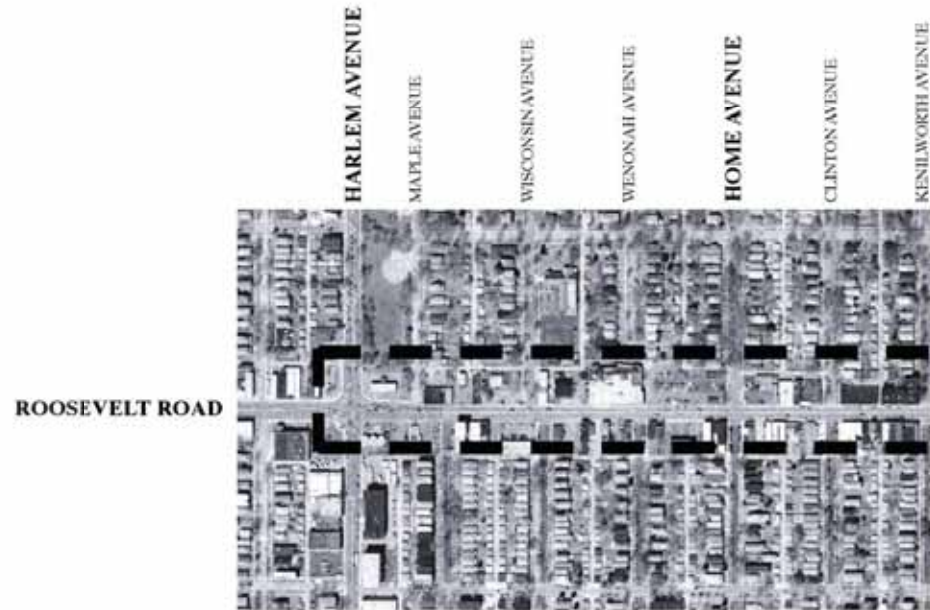 HARLEM AVENUE
MAPLE AVENUE
WISCONSIN AVENUE
WENONAH AVENUE
HOME AVENUE
CLINTON AVENUE
KENILWORTH AVENUE
ROOSEVELT ROAD